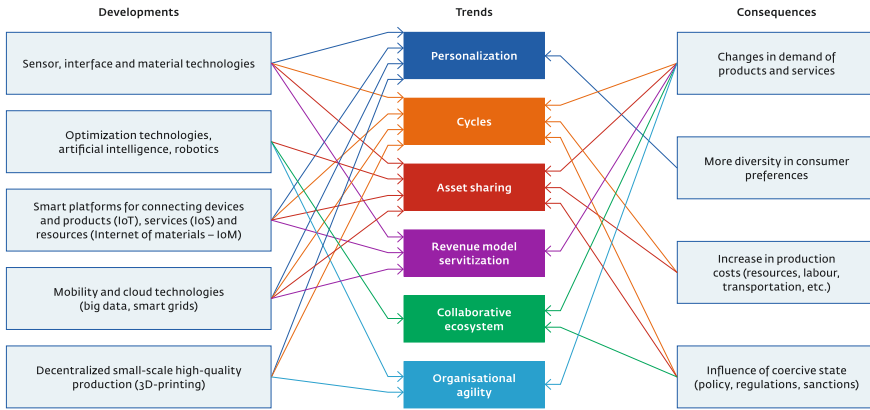 Developments
Trends
Consequences
Sensor, interface and material technologies
Optimization technologies,
artificial intelligence, robotics
Smart platforms for connecting devices
and products (IoT), services (IoS) and
resources (Internet of materials – IoM)
Mobility and cloud technologies
(big data, smart grids)
Decentralized small-scale high-quality
production (3D-printing)
Personalization
Cycles
Asset sharing
Revenue model
servitization
Collaborative
ecosystem
Organisational
agility
Changes in demand of
products and services
More diversity in consumer
preferences
Increase in production
costs (resources, labour,
transportation, etc.)
Influence of coercive state
(policy, regulations, sanctions)